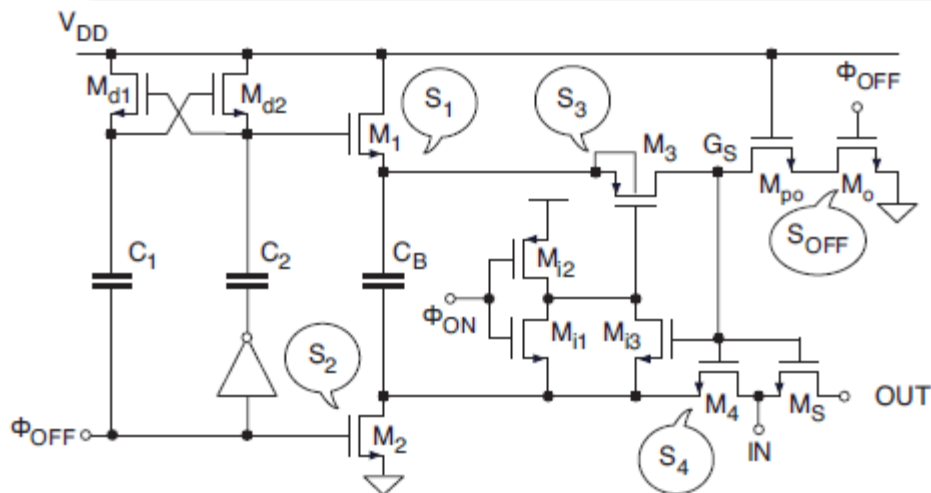 V_DD
M_d1
M_d2
Φ_OFF
S_1
S_3
M_1
M_3
G_S
M_po
M_o
S_OFF
C_1
C_2
C_B
M_i2
Φ_ON
M_i1
M_i3
S_2
M_4
M_S
OUT
Φ_OFF
M_2
S_4
IN